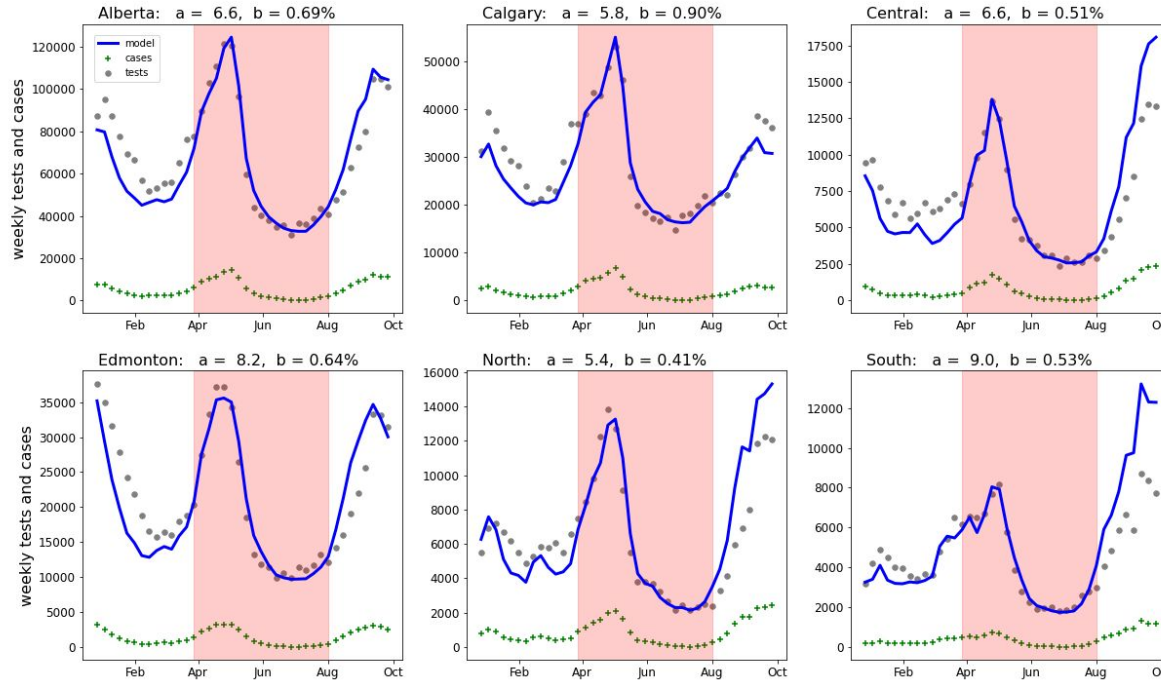 Alberta: a = 6.6, b = 0.69%
Calgary: a = 5.8, b = 0.90%
Central: a = 6.6, b = 0.51%
weekly tests and cases
120000
100000
80000
60000
40000
20000
0
model
cases
tests
Feb Apr Jun Aug Oct
50000
40000
30000
20000
10000
0
Feb Apr Jun Aug Oct
17500
15000
12500
10000
7500
5000
2500
0
Feb Apr Jun Aug O
Edmonton: a = 8.2, b = 0.64%
North: a = 5.4, b = 0.41%
South: a = 9.0, b = 0.53%
weekly tests and cases
35000
30000
25000
20000
15000
10000
5000
0
Feb Apr Jun Aug Oct
16000
14000
12000
10000
8000
6000
4000
2000
0
Feb Apr Jun Aug Oct
12000
10000
8000
6000
4000
2000
0
Feb Apr Jun Aug O